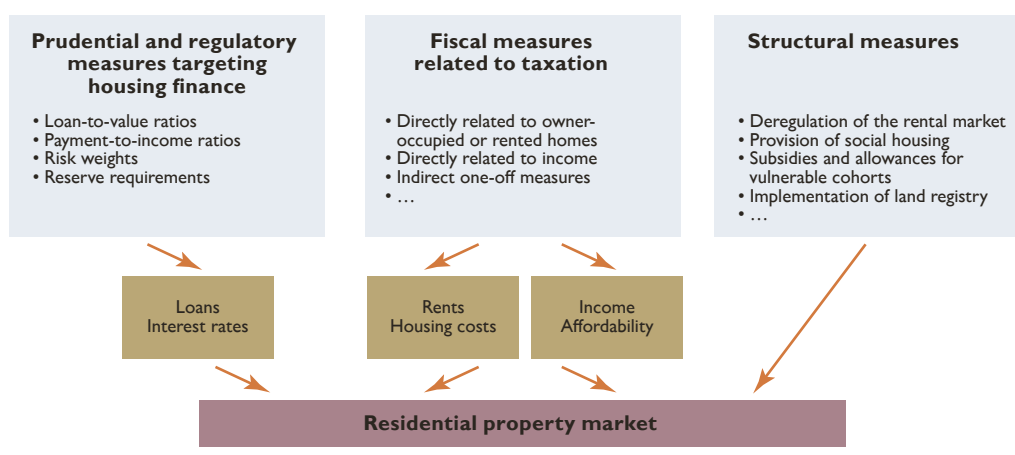 Prudential and regulatory
measures targeting
housing finance
• Loan-to-value ratios
• Payment-to-income ratios
• Risk weights
• Reserve requirements
Fiscal measures
related to taxation
• Directly related to owner-
occupied or rented homes
• Directly related to income
• Indirect one-off measures
• …
Structural measures
• Deregulation of the rental market
• Provision of social housing
• Subsidies and allowances for
vulnerable cohorts
• Implementation of land registry
• …
Loans
Interest rates
Rents
Housing costs
Income
Affordability
Residential property market